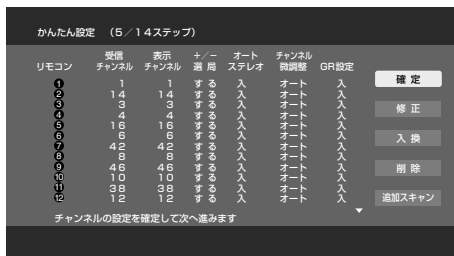 かんたん設定　（５／１４ステップ）
受信　表示　＋／－　オート　チャンネル
リモコン　チャンネル　チャンネル　選局　ステレオ　微調整　GR設定
❶　１　１　する　入　オート　入
❷　１４　１４　する　入　オート　入
❸　３　３　する　入　オート　入
❹　４　４　する　入　オート　入
❺　１６　１６　する　入　オート　入
❻　６　６　する　入　オート　入
❼　４２　４２　する　入　オート　入
❽　８　８　する　入　オート　入
❾　４６　４６　する　入　オート　入
❿　１０　１０　する　入　オート　入
⓫　３８　３８　する　入　オート　入
⓬　１２　１２　する　入　オート　入
確定
修正
入換
削除
追加スキャン
チャンネルの設定を確定して次へ進みます